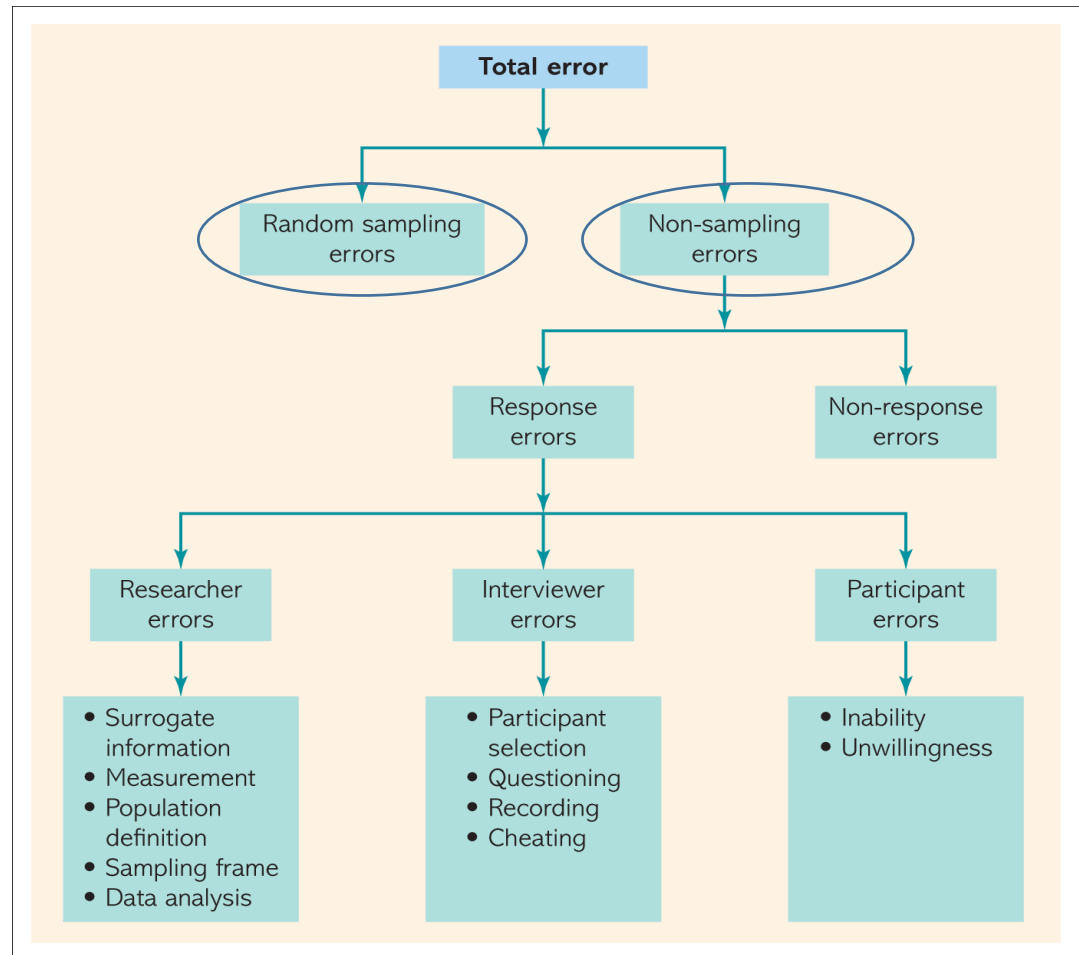 Total error
Random sampling
errors
Non-sampling
errors
Response
errors
Non-response
errors
Researcher
errors
Interviewer
errors
Participant
errors
• Surrogate
information
• Measurement
• Population
definition
• Sampling frame
• Data analysis
• Participant
selection
• Questioning
• Recording
• Cheating
• Inability
• Unwillingness